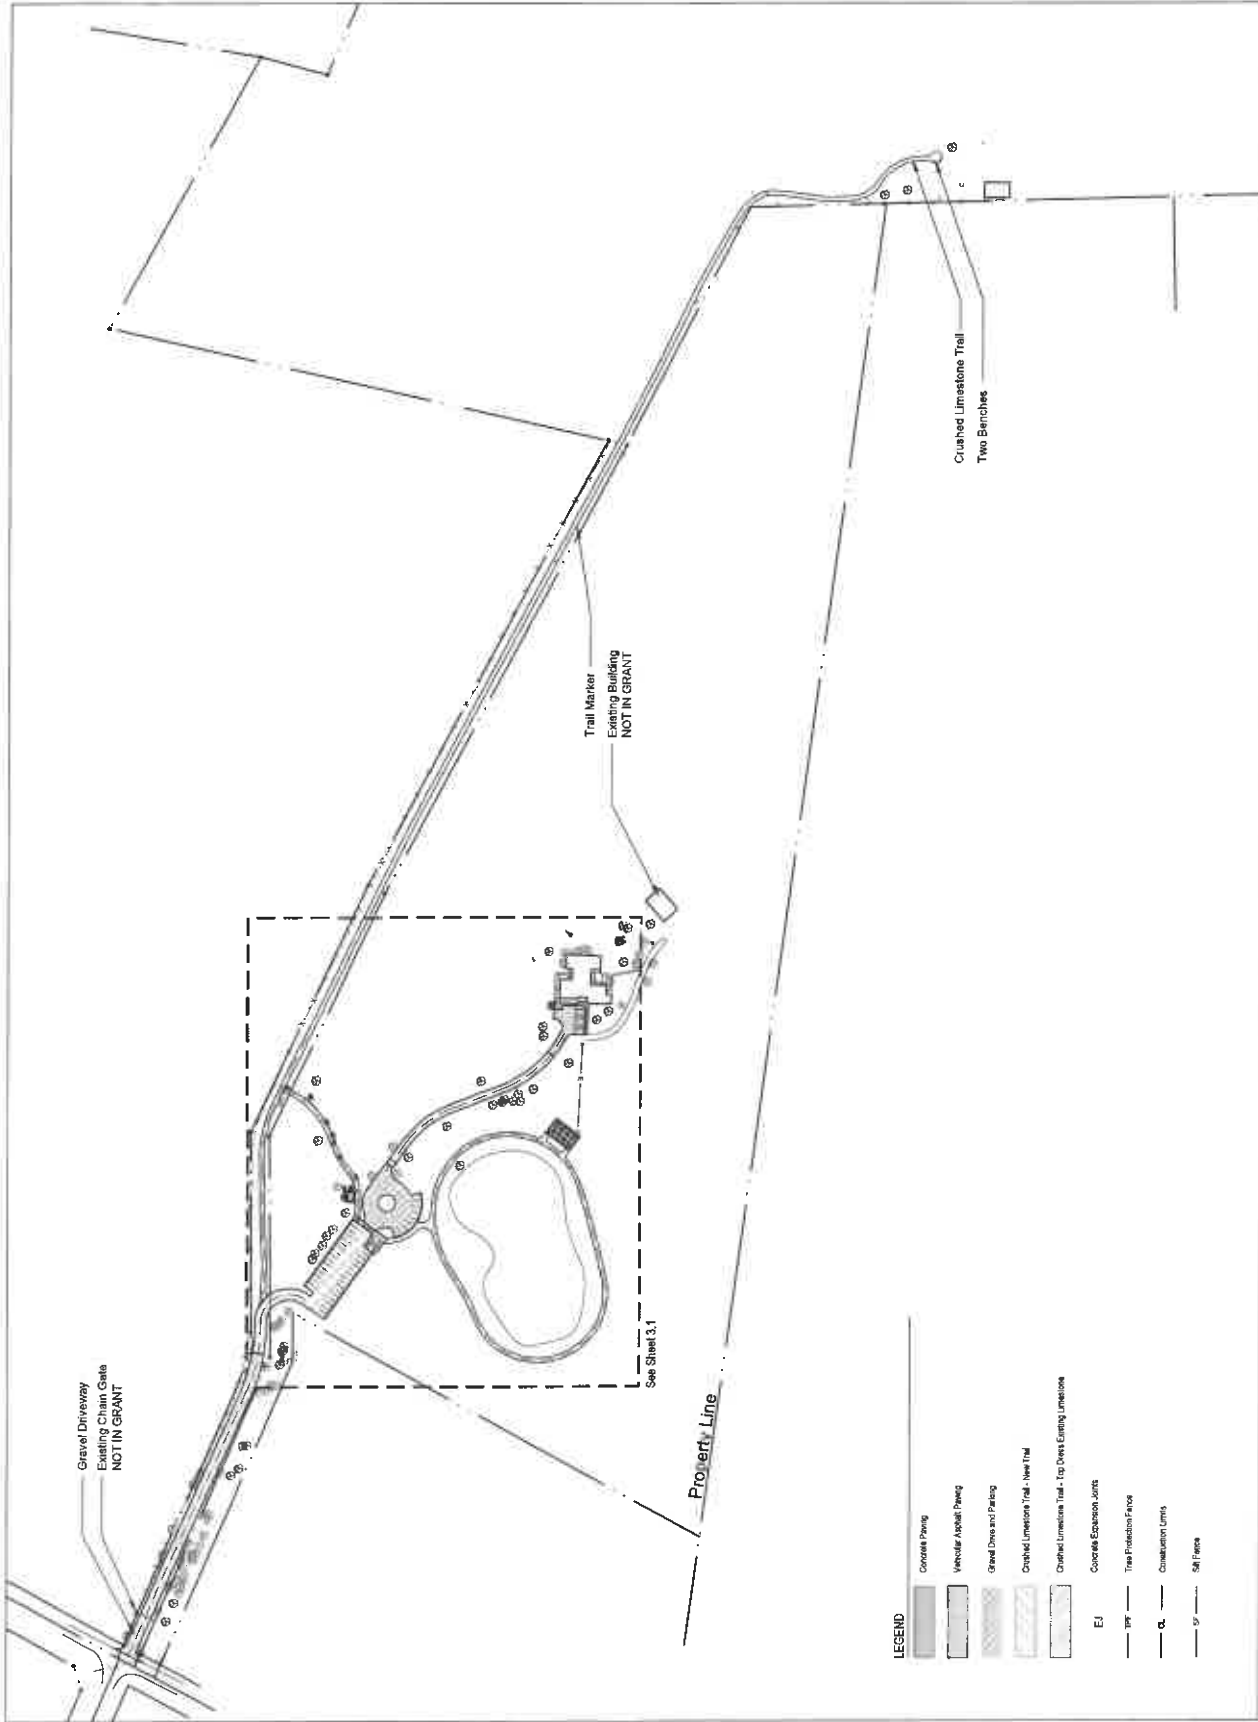 Gravel Driveway
Existing Chain Gate
NOT IN GRANT
Trail Marker
Existing Building
NOT IN GRANT
Crushed Limestone Trail
Two Benches
See Sheet 3.1
Property Line
LEGEND
Concrete Paving
Vehicular Asphalt Paving
Gravel Drive and Parking
Crushed Limestone Trail - New Trail
Crushed Limestone Trail - Top Dress Existing Limestone
EJ Concrete Expansion Joints
TPF Tree Protection Fence
CL Construction Limits
SF Silt Fence